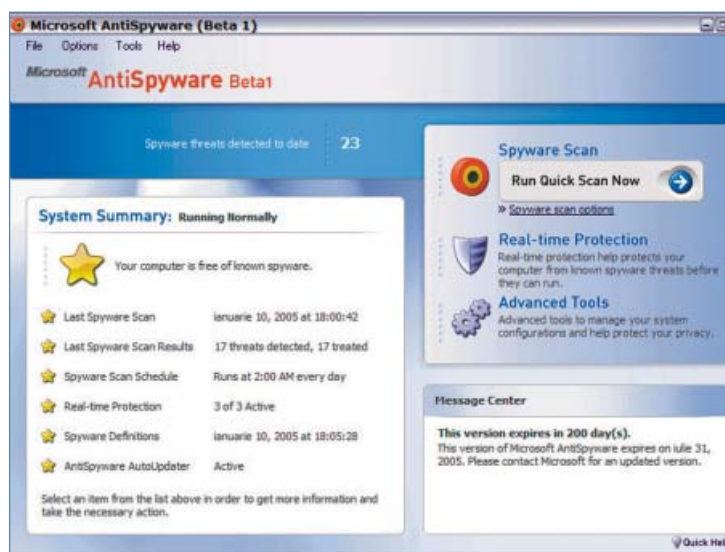 Microsoft AntiSpyware (Beta 1)
File Options Tools Help
Microsoft AntiSpyware Beta1
Spyware threats detected to date 23
System Summary: Running Normally
Your computer is free of known spyware.
Last Spyware Scan ianuarie 10, 2005 at 18:00:42
Last Spyware Scan Results 17 threats detected, 17 treated
Spyware Scan Schedule Runs at 2:00 AM every day
Real-time Protection 3 of 3 Active
Spyware Definitions ianuarie 10, 2005 at 18:05:28
AntiSpyware AutoUpdater Active
Select an item from the list above in order to get more information and
take the necessary action.
Spyware Scan
Run Quick Scan Now
» Spyware scan options
Real-time Protection
Real-time protection help protects your
computer from known spyware threats before
they can run.
Advanced Tools
Advanced tools to manage your system
configurations and help protect your privacy.
Message Center
This version expires in 200 day(s).
This version of Microsoft AntiSpyware expires on iulie 31,
2005. Please contact Microsoft for an updated version.
Quick Hel